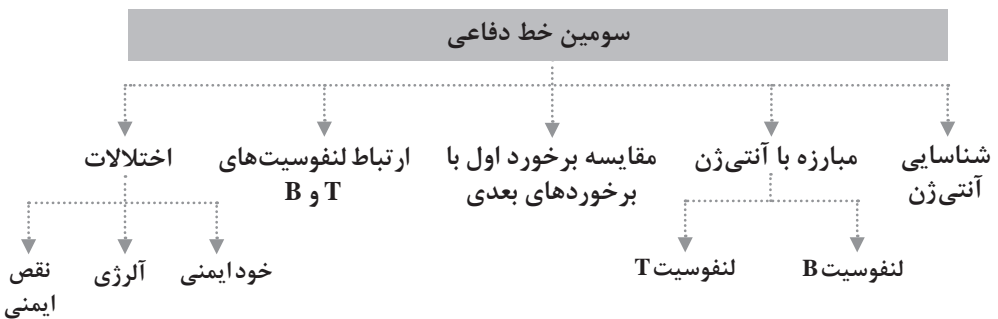 سومین خط دفاعی
شناسایی
آنتی‌ژن
مبارزه با آنتی‌ژن
مقایسه برخورد اول با
برخوردهای بعدی
ارتباط لنفوسیت‌های
T و B
اختلالات
لنفوسیت B
لنفوسیت T
خودایمنی
آلرژی
نقص
ایمنی